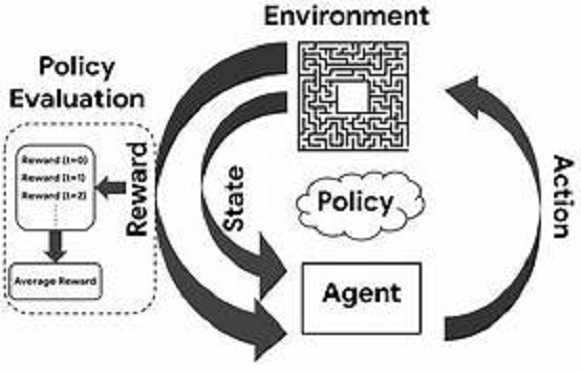 Environment
Policy
Evaluation
Reward (t=0)
Reward (t=1)
Reward (t=2)
Average Reward
Reward
State
Policy
Agent
Action